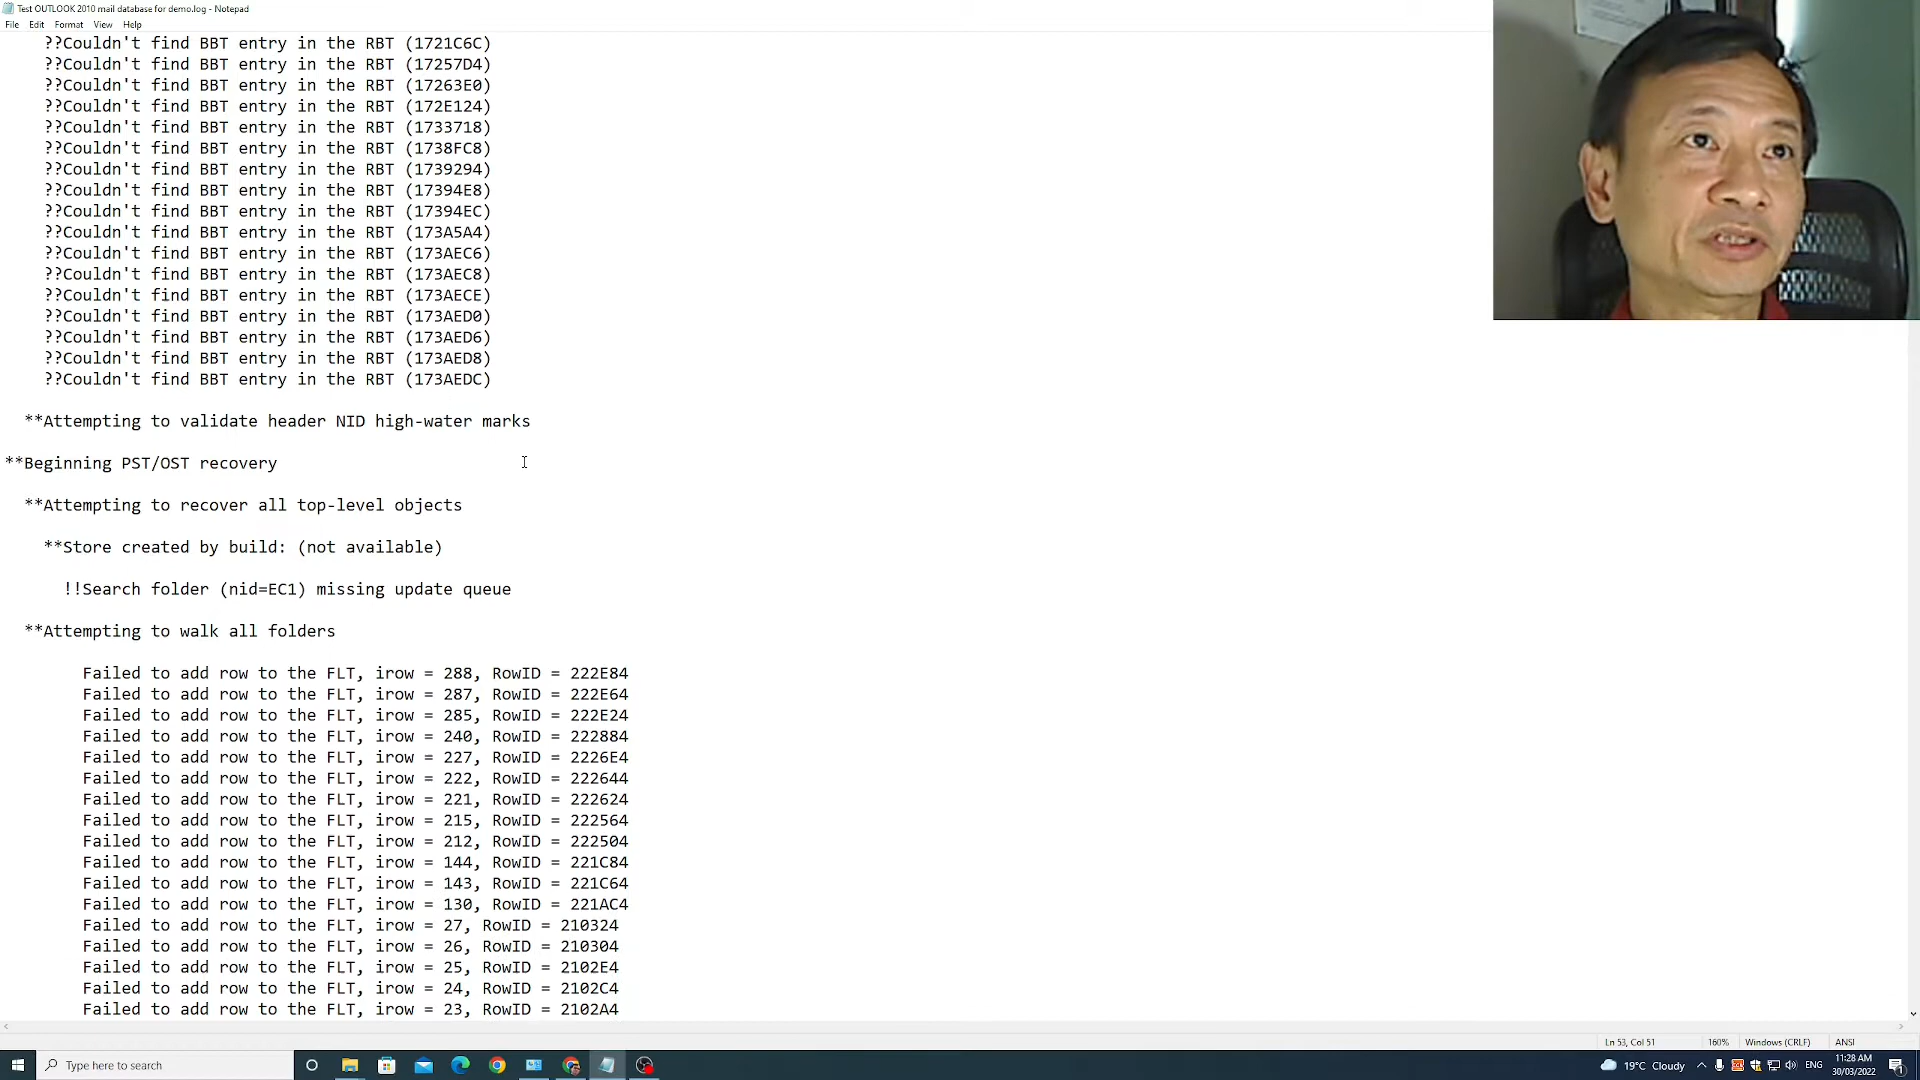 Test OUTLOOK 2010 mail database for demo.log - Notepad
File Edit Format View Help
??Couldn't find BBT entry in the RBT (1721C6C)
??Couldn't find BBT entry in the RBT (17257D4)
??Couldn't find BBT entry in the RBT (17263E0)
??Couldn't find BBT entry in the RBT (172E124)
??Couldn't find BBT entry in the RBT (1733718)
??Couldn't find BBT entry in the RBT (1738FC8)
??Couldn't find BBT entry in the RBT (1739294)
??Couldn't find BBT entry in the RBT (17394E8)
??Couldn't find BBT entry in the RBT (17394EC)
??Couldn't find BBT entry in the RBT (173A5A4)
??Couldn't find BBT entry in the RBT (173AEC6)
??Couldn't find BBT entry in the RBT (173AEC8)
??Couldn't find BBT entry in the RBT (173AECE)
??Couldn't find BBT entry in the RBT (173AED0)
??Couldn't find BBT entry in the RBT (173AED6)
??Couldn't find BBT entry in the RBT (173AED8)
??Couldn't find BBT entry in the RBT (173AEDC)
**Attempting to validate header NID high-water marks
**Beginning PST/OST recovery
**Attempting to recover all top-level objects
**Store created by build: (not available)
!!Search folder (nid=EC1) missing update queue
**Attempting to walk all folders
Failed to add row to the FLT, irow = 288, RowID = 222E84
Failed to add row to the FLT, irow = 287, RowID = 222E64
Failed to add row to the FLT, irow = 285, RowID = 222E24
Failed to add row to the FLT, irow = 240, RowID = 222884
Failed to add row to the FLT, irow = 227, RowID = 2226E4
Failed to add row to the FLT, irow = 222, RowID = 222644
Failed to add row to the FLT, irow = 221, RowID = 222624
Failed to add row to the FLT, irow = 215, RowID = 222564
Failed to add row to the FLT, irow = 212, RowID = 222504
Failed to add row to the FLT, irow = 144, RowID = 221C84
Failed to add row to the FLT, irow = 143, RowID = 221C64
Failed to add row to the FLT, irow = 130, RowID = 221AC4
Failed to add row to the FLT, irow = 27, RowID = 210324
Failed to add row to the FLT, irow = 26, RowID = 210304
Failed to add row to the FLT, irow = 25, RowID = 2102E4
Failed to add row to the FLT, irow = 24, RowID = 2102C4
Failed to add row to the FLT, irow = 23, RowID = 2102A4
Ln 53, Col 51 160% Windows (CRLF) ANSI
Type here to search
19°C Cloudy ENG 11:28 AM
30/03/2022